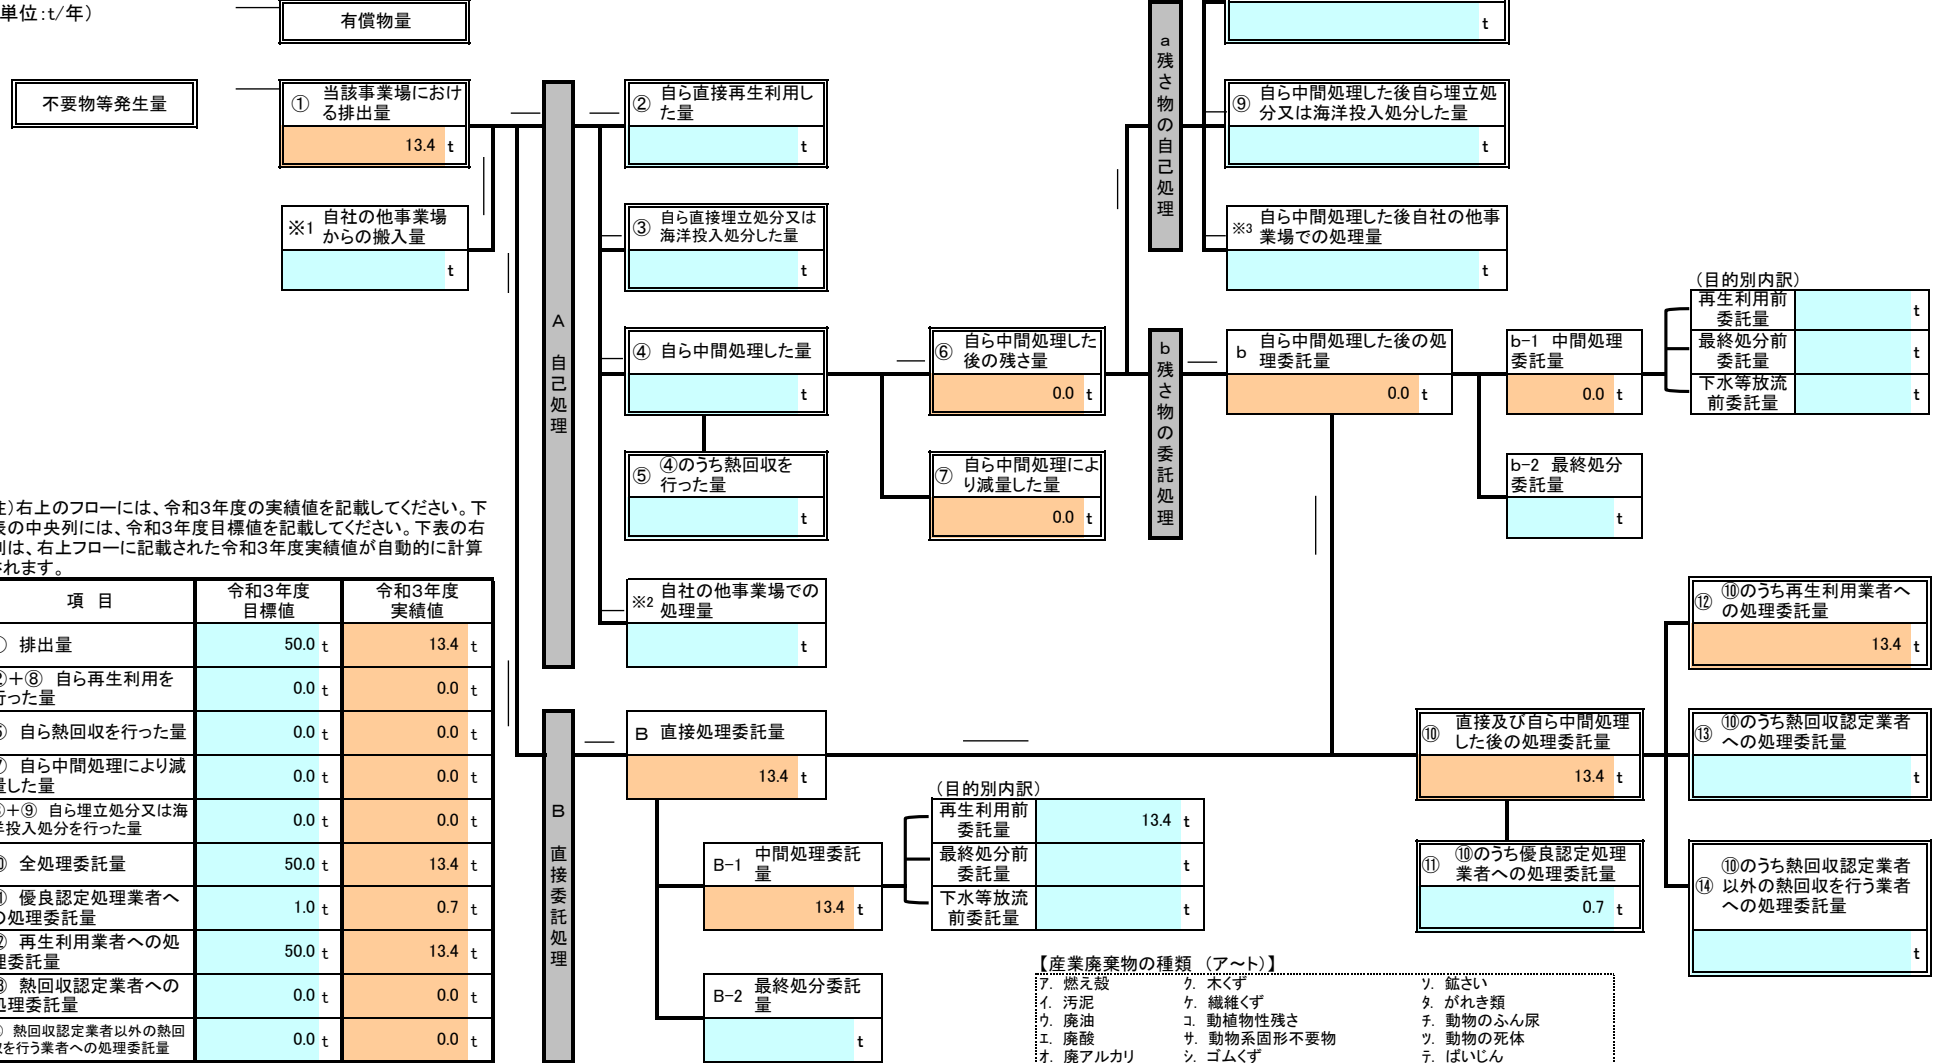 単位:t/年)
有償物量
不要物等発生量
① 当該事業場におけ
る排出量
13.4 t
※1 自社の他事業場
からの搬入量
t
A 自己処理
② 自ら直接再生利用し
た量
t
③ 自ら直接埋立処分又は
海洋投入処分した量
t
④ 自ら中間処理した量
t
⑤ ④のうち熱回収を
行った量
t
※2 自社の他事業場での
処理量
t
⑥ 自ら中間処理した
後の残さ量
0.0 t
⑦ 自ら中間処理によ
り減量した量
0.0 t
a 残さ物の自己処理
t
⑨ 自ら中間処理した後自ら埋立処
分又は海洋投入処分した量
t
※3 自ら中間処理した後自社の他事
業場での処理量
t
b 残さ物の委託処理
b 自ら中間処理した後の処
理委託量
0.0 t
b-1 中間処理
委託量
0.0 t
b-2 最終処分
委託量
t
(目的別内訳)
再生利用前
委託量
t
最終処分前
委託量
t
下水等放流
前委託量
t
主)右上のフローには、令和3年度の実績値を記載してください。下
表の中央列には、令和3年度目標値を記載してください。下表の右
列は、右上フローに記載された令和3年度実績値が自動的に計算
されます。
項 目 令和3年度
目標値 令和3年度
実績値
排出量 50.0 t 13.4 t
②+⑧ 自ら再生利用を
行った量 0.0 t 0.0 t
自ら熱回収を行った量 0.0 t 0.0 t
自ら中間処理により減
量した量 0.0 t 0.0 t
+⑨ 自ら埋立処分又は海
洋投入処分を行った量 0.0 t 0.0 t
全処理委託量 50.0 t 13.4 t
優良認定処理業者へ
の処理委託量 1.0 t 0.7 t
再生利用業者への処
理委託量 50.0 t 13.4 t
熱回収認定業者への
処理委託量 0.0 t 0.0 t
熱回収認定業者以外の熱回
収を行う業者への処理委託量 0.0 t 0.0 t
B 直接委託処理
B 直接処理委託量
13.4 t
B-1 中間処理委託
量
13.4 t
B-2 最終処分委託
量
t
(目的別内訳)
再生利用前
委託量
13.4 t
最終処分前
委託量
t
下水等放流
前委託量
t
⑩ 直接及び自ら中間処理
した後の処理委託量
13.4 t
⑪ ⑩のうち優良認定処理
業者への処理委託量
0.7 t
⑫ ⑩のうち再生利用業者へ
の処理委託量
13.4 t
⑬ ⑩のうち熱回収認定業者
への処理委託量
t
⑭ ⑩のうち熱回収認定業者
以外の熱回収を行う業者
への処理委託量
t
【産業廃棄物の種類 (ア~ト)】
ア. 燃え殻 ク. 木くず ソ. 鉱さい
イ. 汚泥 ケ. 繊維くず タ. がれき類
ウ. 廃油 コ. 動植物性残さ チ. 動物のふん尿
エ. 廃酸 サ. 動物系固形不要物 ツ. 動物の死体
オ. 廃アルカリ シ. ゴムくず テ. ばいじん